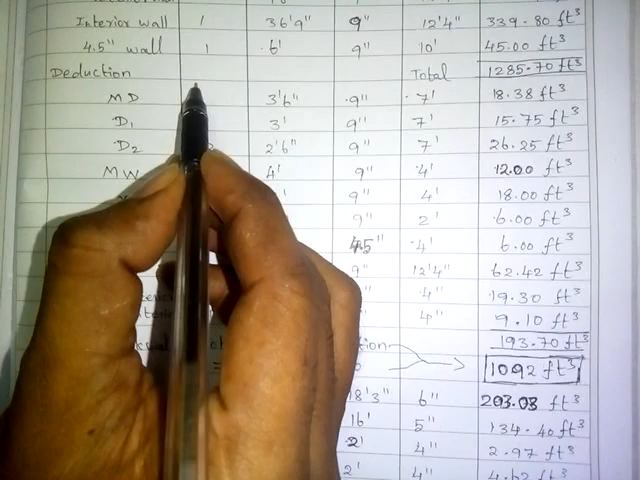 Interior wall 1 36'9" 9" 12'4" 339.80 ft³
4.5" wall 1 6' 9" 10' 45.00 ft³
Deduction Total 1285.70 ft³
MD 3'6" 9" 7' 18.38 ft³
D₁ 3' 9" 7' 15.75 ft³
D₂ 2'6" 9" 7' 26.25 ft³
MW 4' 9" 4' 12.00 ft³
' 9" 4' 18.00 ft³
9" 2' 6.00 ft³
4.5" 4' 6.00 ft³
9" 12'4" 62.42 ft³
4" 19.30 ft³
4" 9.10 ft³
193.70 ft³
= 1092 ft³
18'3" 6" 203.03 ft³
16' 5" 134.40 ft³
2' 4" 2.97 ft³
2' 4" 4.62 ft³